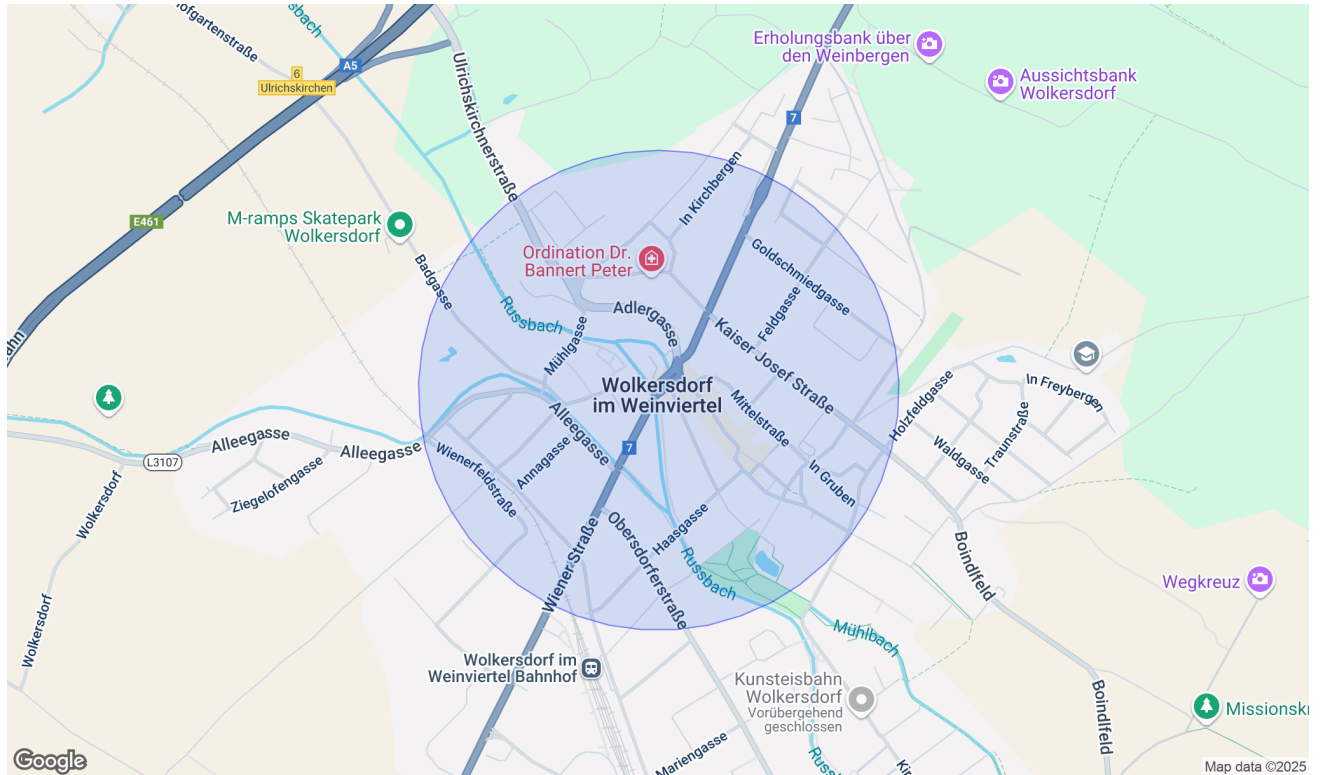 Hofgartenstraße
Russbach
6
Ulrichskirchen
A5
Ulrichskirchnerstraße
Erholungsbank über
den Weinbergen
Aussichtsbank
Wolkersdorf
7
E461
M-ramps Skatepark
Wolkersdorf
In Kirchbergen
Ordination Dr.
Bannert Peter
Badgasse
Goldschmiedgasse
Russbach
Adlergasse
Feldgasse
Mühlgasse
Kaiser Josef Straße
Wolkersdorf
im Weinviertel
Mittelstraße
In Freybergen
Holzfeldgasse
Traunstraße
Waldgasse
Alleegasse
Alleegasse
Alleegasse
L3107
Annagasse
7
Wienerfeldstraße
Ziegelofengasse
In Gruben
Wolkersdorf
Haasgasse
Obersdorferstraße
Wiener Straße
Russbach
Boindlfeld
Wegkreuz
Wolkersdorf
Mühlbach
Wolkersdorf im
Weinviertel Bahnhof
Kunsteisbahn
Wolkersdorf
Vorübergehend
geschlossen
Boindlfeld
Missionskr
Mariengasse
Google
Map data ©2025